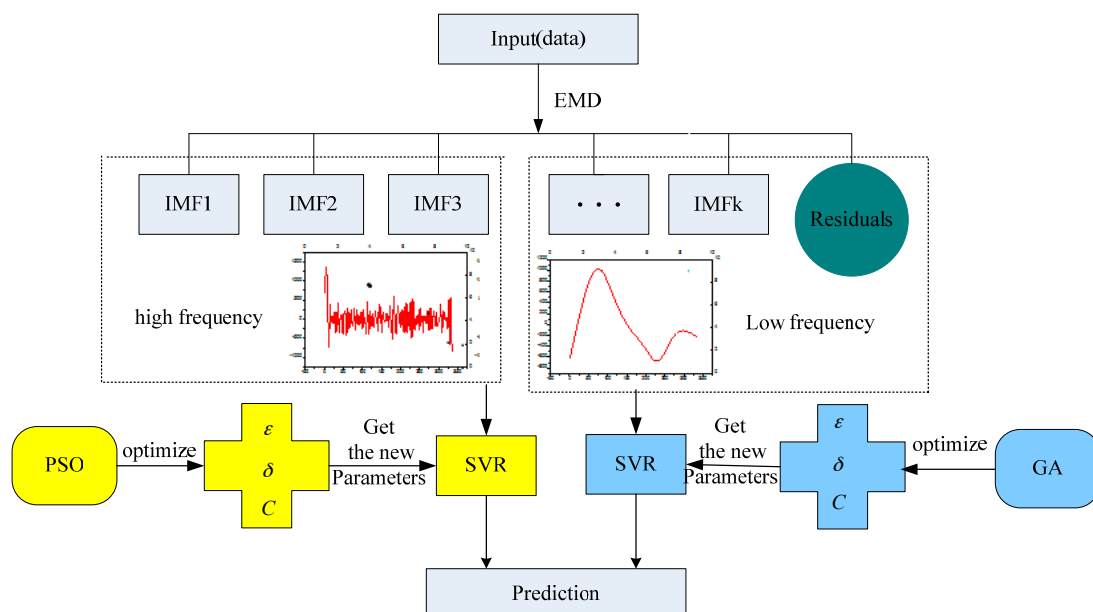 Input(data)
EMD
IMF1
IMF2
IMF3
• • •
IMFk
Residuals
high frequency
Low frequency
PSO
optimize
ε
δ
C
Get
the new
Parameters
SVR
SVR
Get
the new
Parameters
ε
δ
C
optimize
GA
Prediction